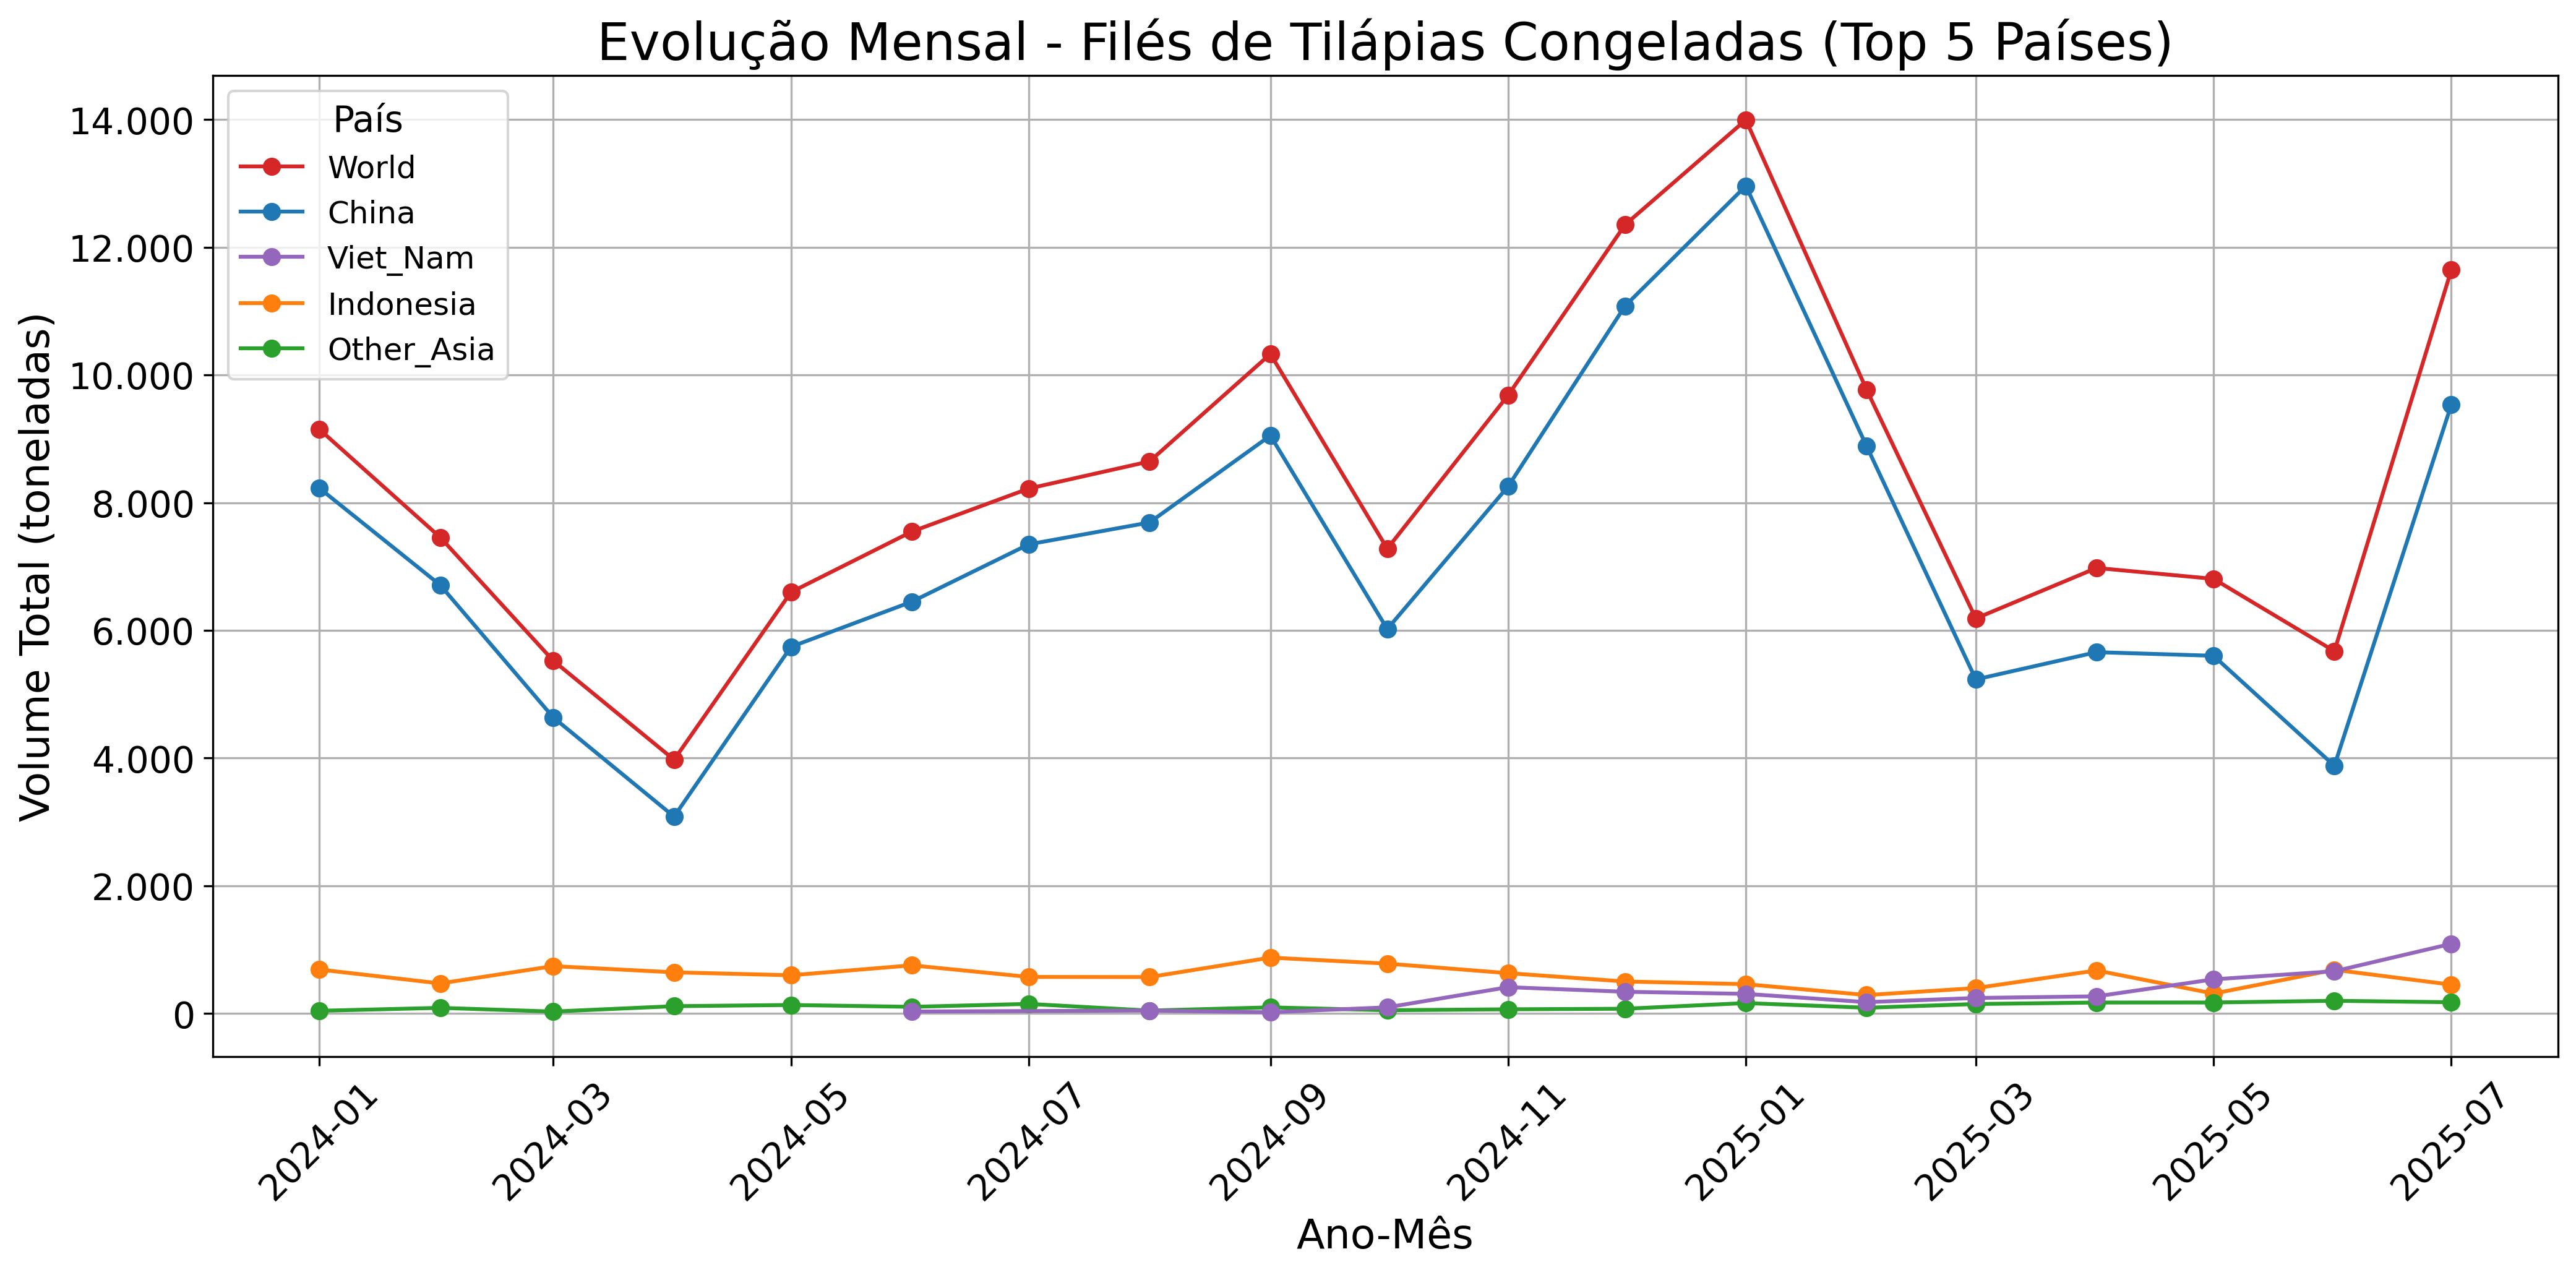 Evolução Mensal - Filés de Tilápias Congeladas (Top 5 Países)
País
World
China
Viet_Nam
Indonesia
Other_Asia
Volume Total (toneladas)
14.000
12.000
10.000
8.000
6.000
4.000
2.000
0
2024-01
2024-03
2024-05
2024-07
2024-09
2024-11
2025-01
2025-03
2025-05
2025-07
Ano-Mês